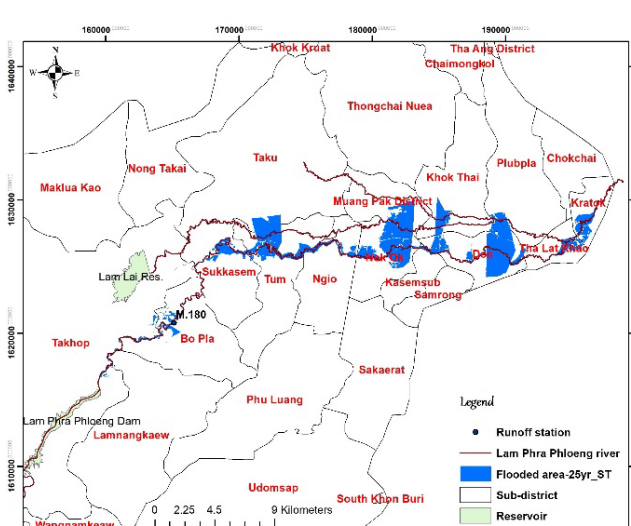 160000
170000
180000
190000
1640000
1630000
1620000
1610000
N
W
E
S
Khok Kruat
Tha Ang District
Chaimongkol
Thongchai Nuea
Nong Takai
Taku
Plubpla
Chokchai
Khok Thai
Maklua Kao
Muang Pak District
Kratok
Nok Ok
Don
Tha Lat Khao
Lam Lai Res.
Sukkasem
Tum
Ngio
Kasemsub
Samrong
M.180
Bo Pla
Takhop
Sakaerat
Phu Luang
Lam Phra Phloeng Dam
Lamnangkaew
Udomsap
South Khon Buri
Wangnamkeaw
Legend
Runoff station
Lam Phra Phloeng river
Flooded area-25yr_ST
Sub-district
Reservoir
0 2.25 4.5 9 Kilometers